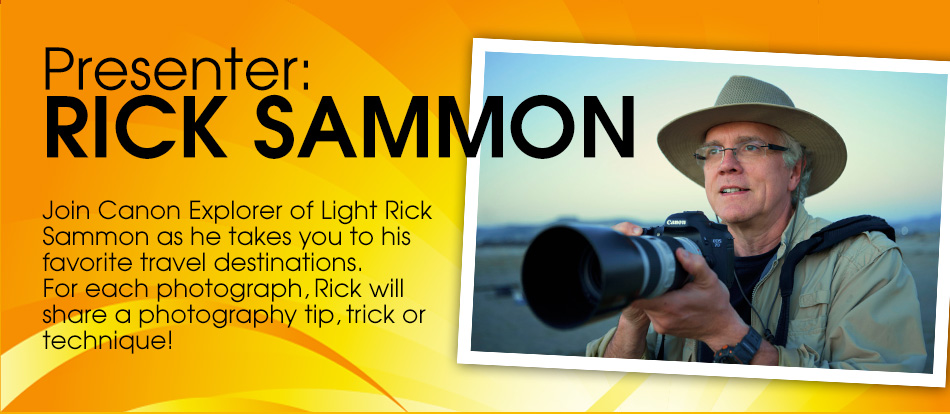 Presenter:
RICK SAMMON
Join Canon Explorer of Light Rick
Sammon as he takes you to his
favorite travel destinations.
For each photograph, Rick will
share a photography tip, trick or
technique!
Canon